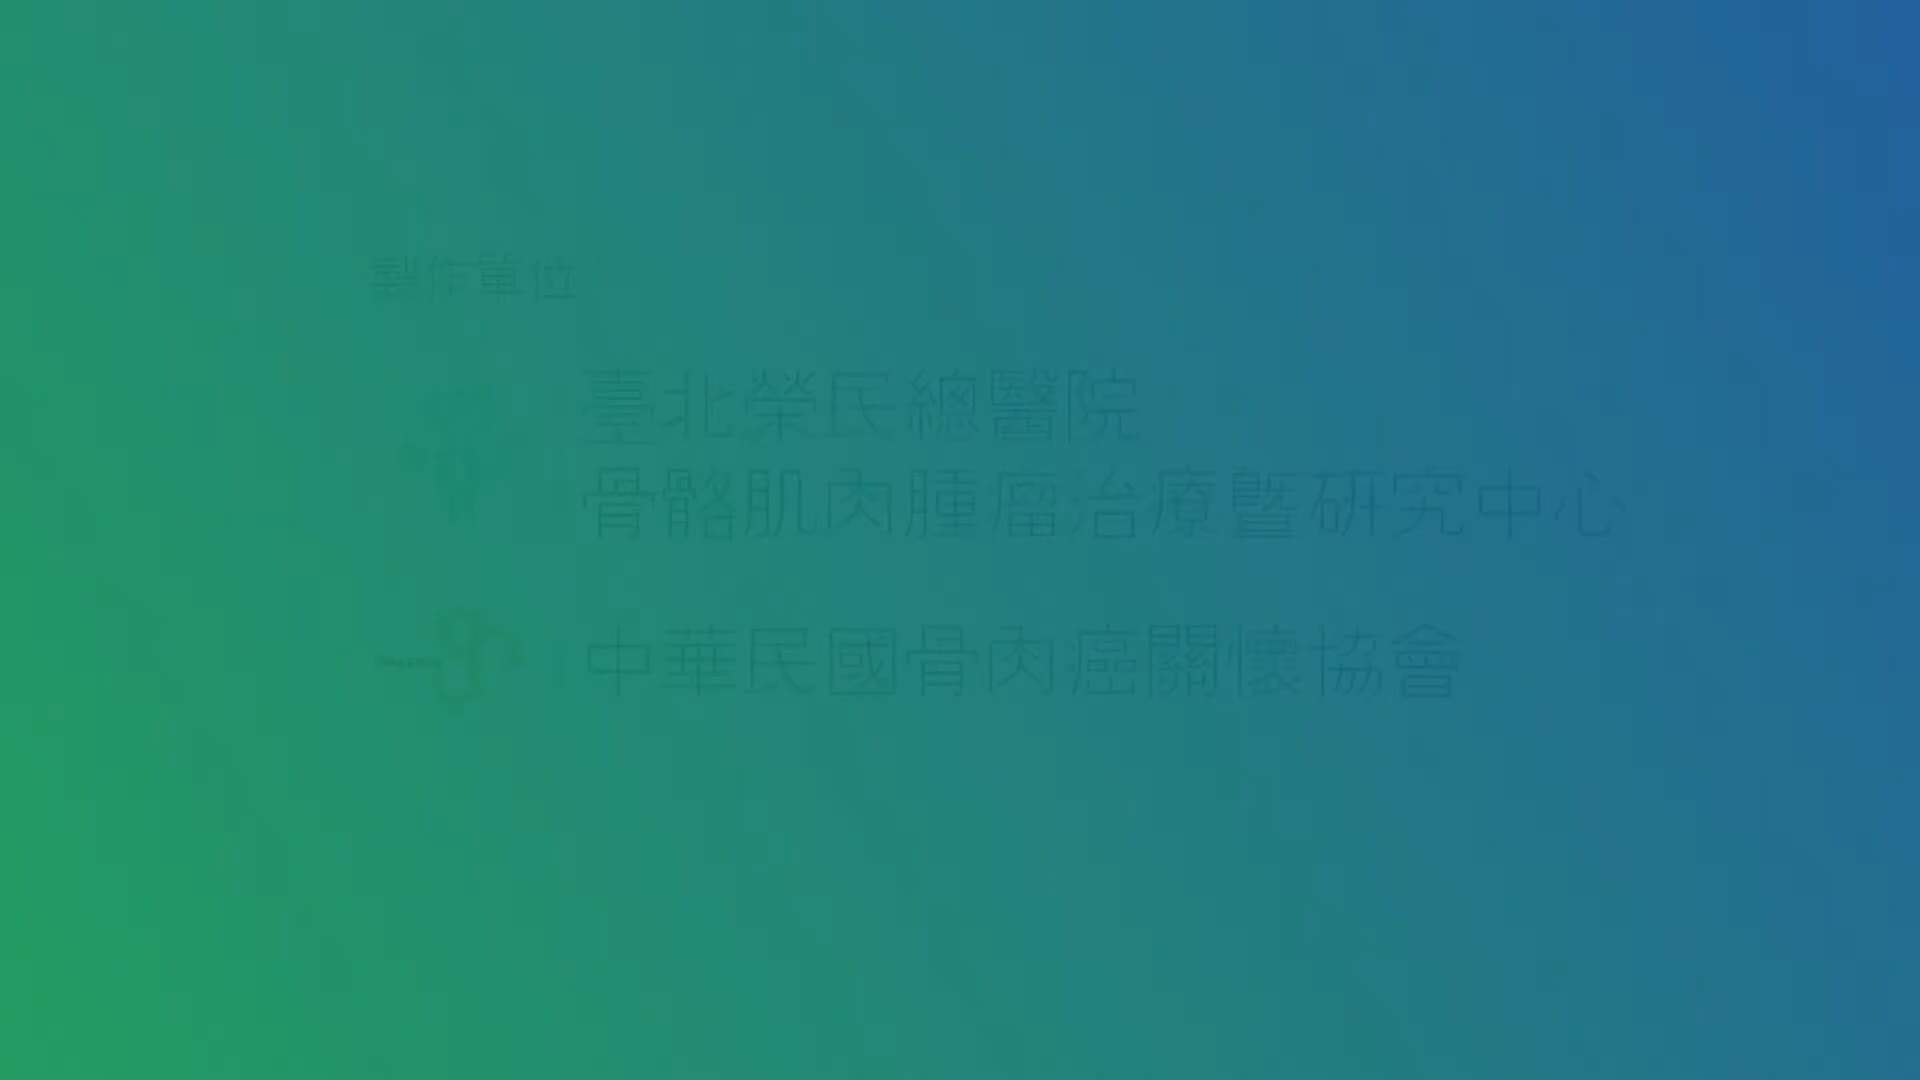 製作單位
臺北榮民總醫院
骨骼肌肉腫瘤治療暨研究中心
中華民國骨肉癌關懷協會